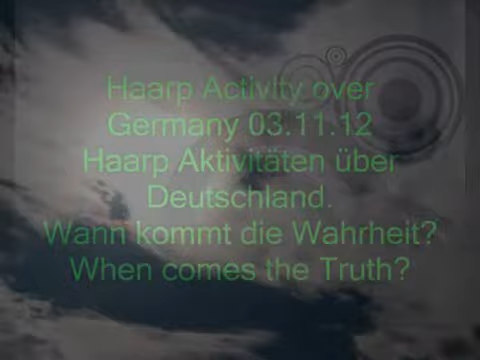 Haarp Activity over
Germany 03.11.12
Haarp Aktivitäten über
Deutschland.
Wann kommt die Wahrheit?
When comes the Truth?